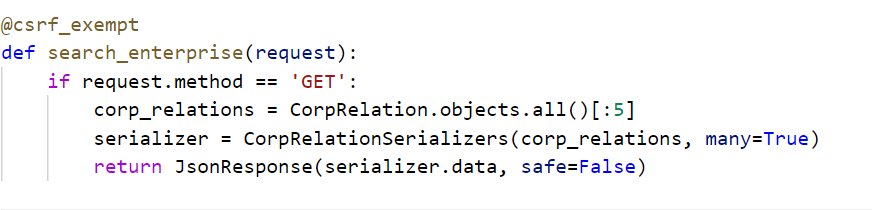 @csrf_exempt
def search_enterprise(request):
    if request.method == 'GET':
        corp_relations = CorpRelation.objects.all()[:5]
        serializer = CorpRelationSerializers(corp_relations, many=True)
        return JsonResponse(serializer.data, safe=False)